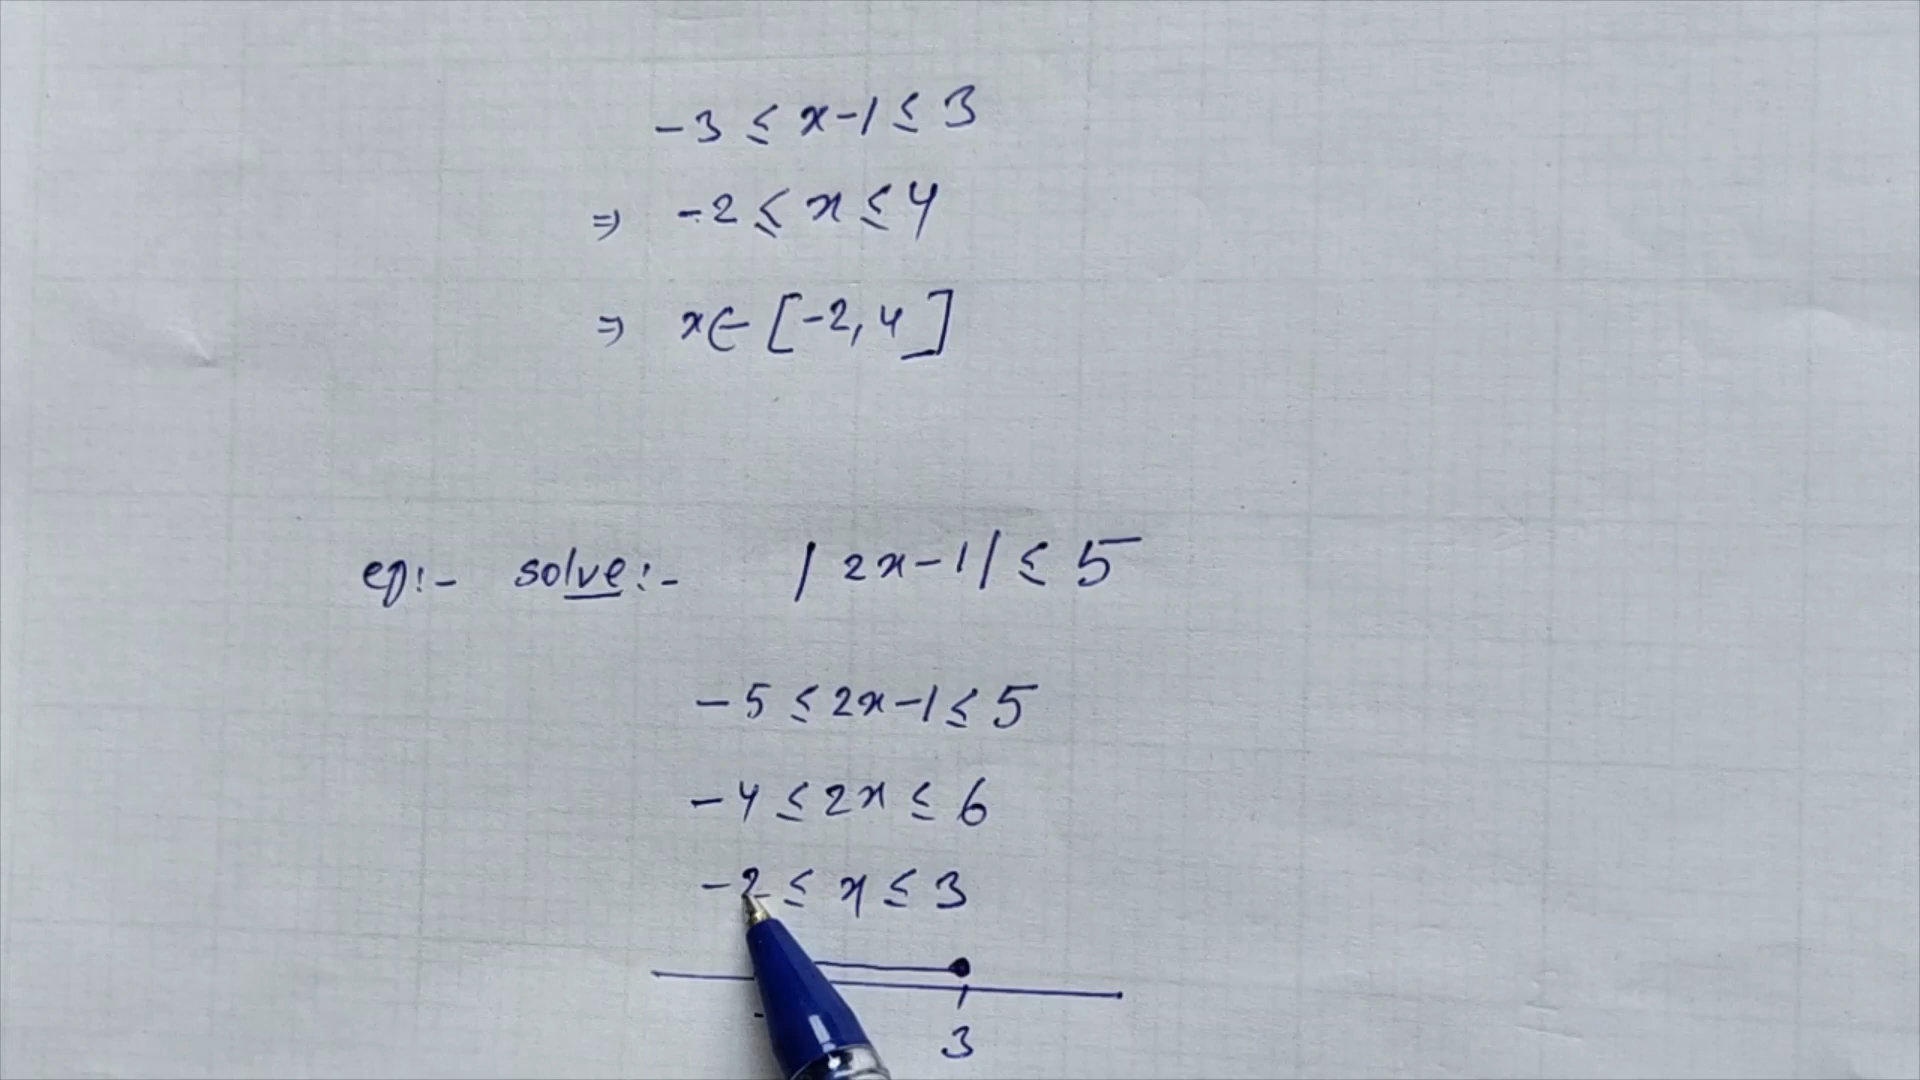 -3 ≤ x-1 ≤ 3
⇒ -2 ≤ x ≤ 4
⇒ x ∈ [-2, 4]
eg:- solve:- |2x-1| ≤ 5
-5 ≤ 2x-1 ≤ 5
-4 ≤ 2x ≤ 6
-2 ≤ x ≤ 3
3